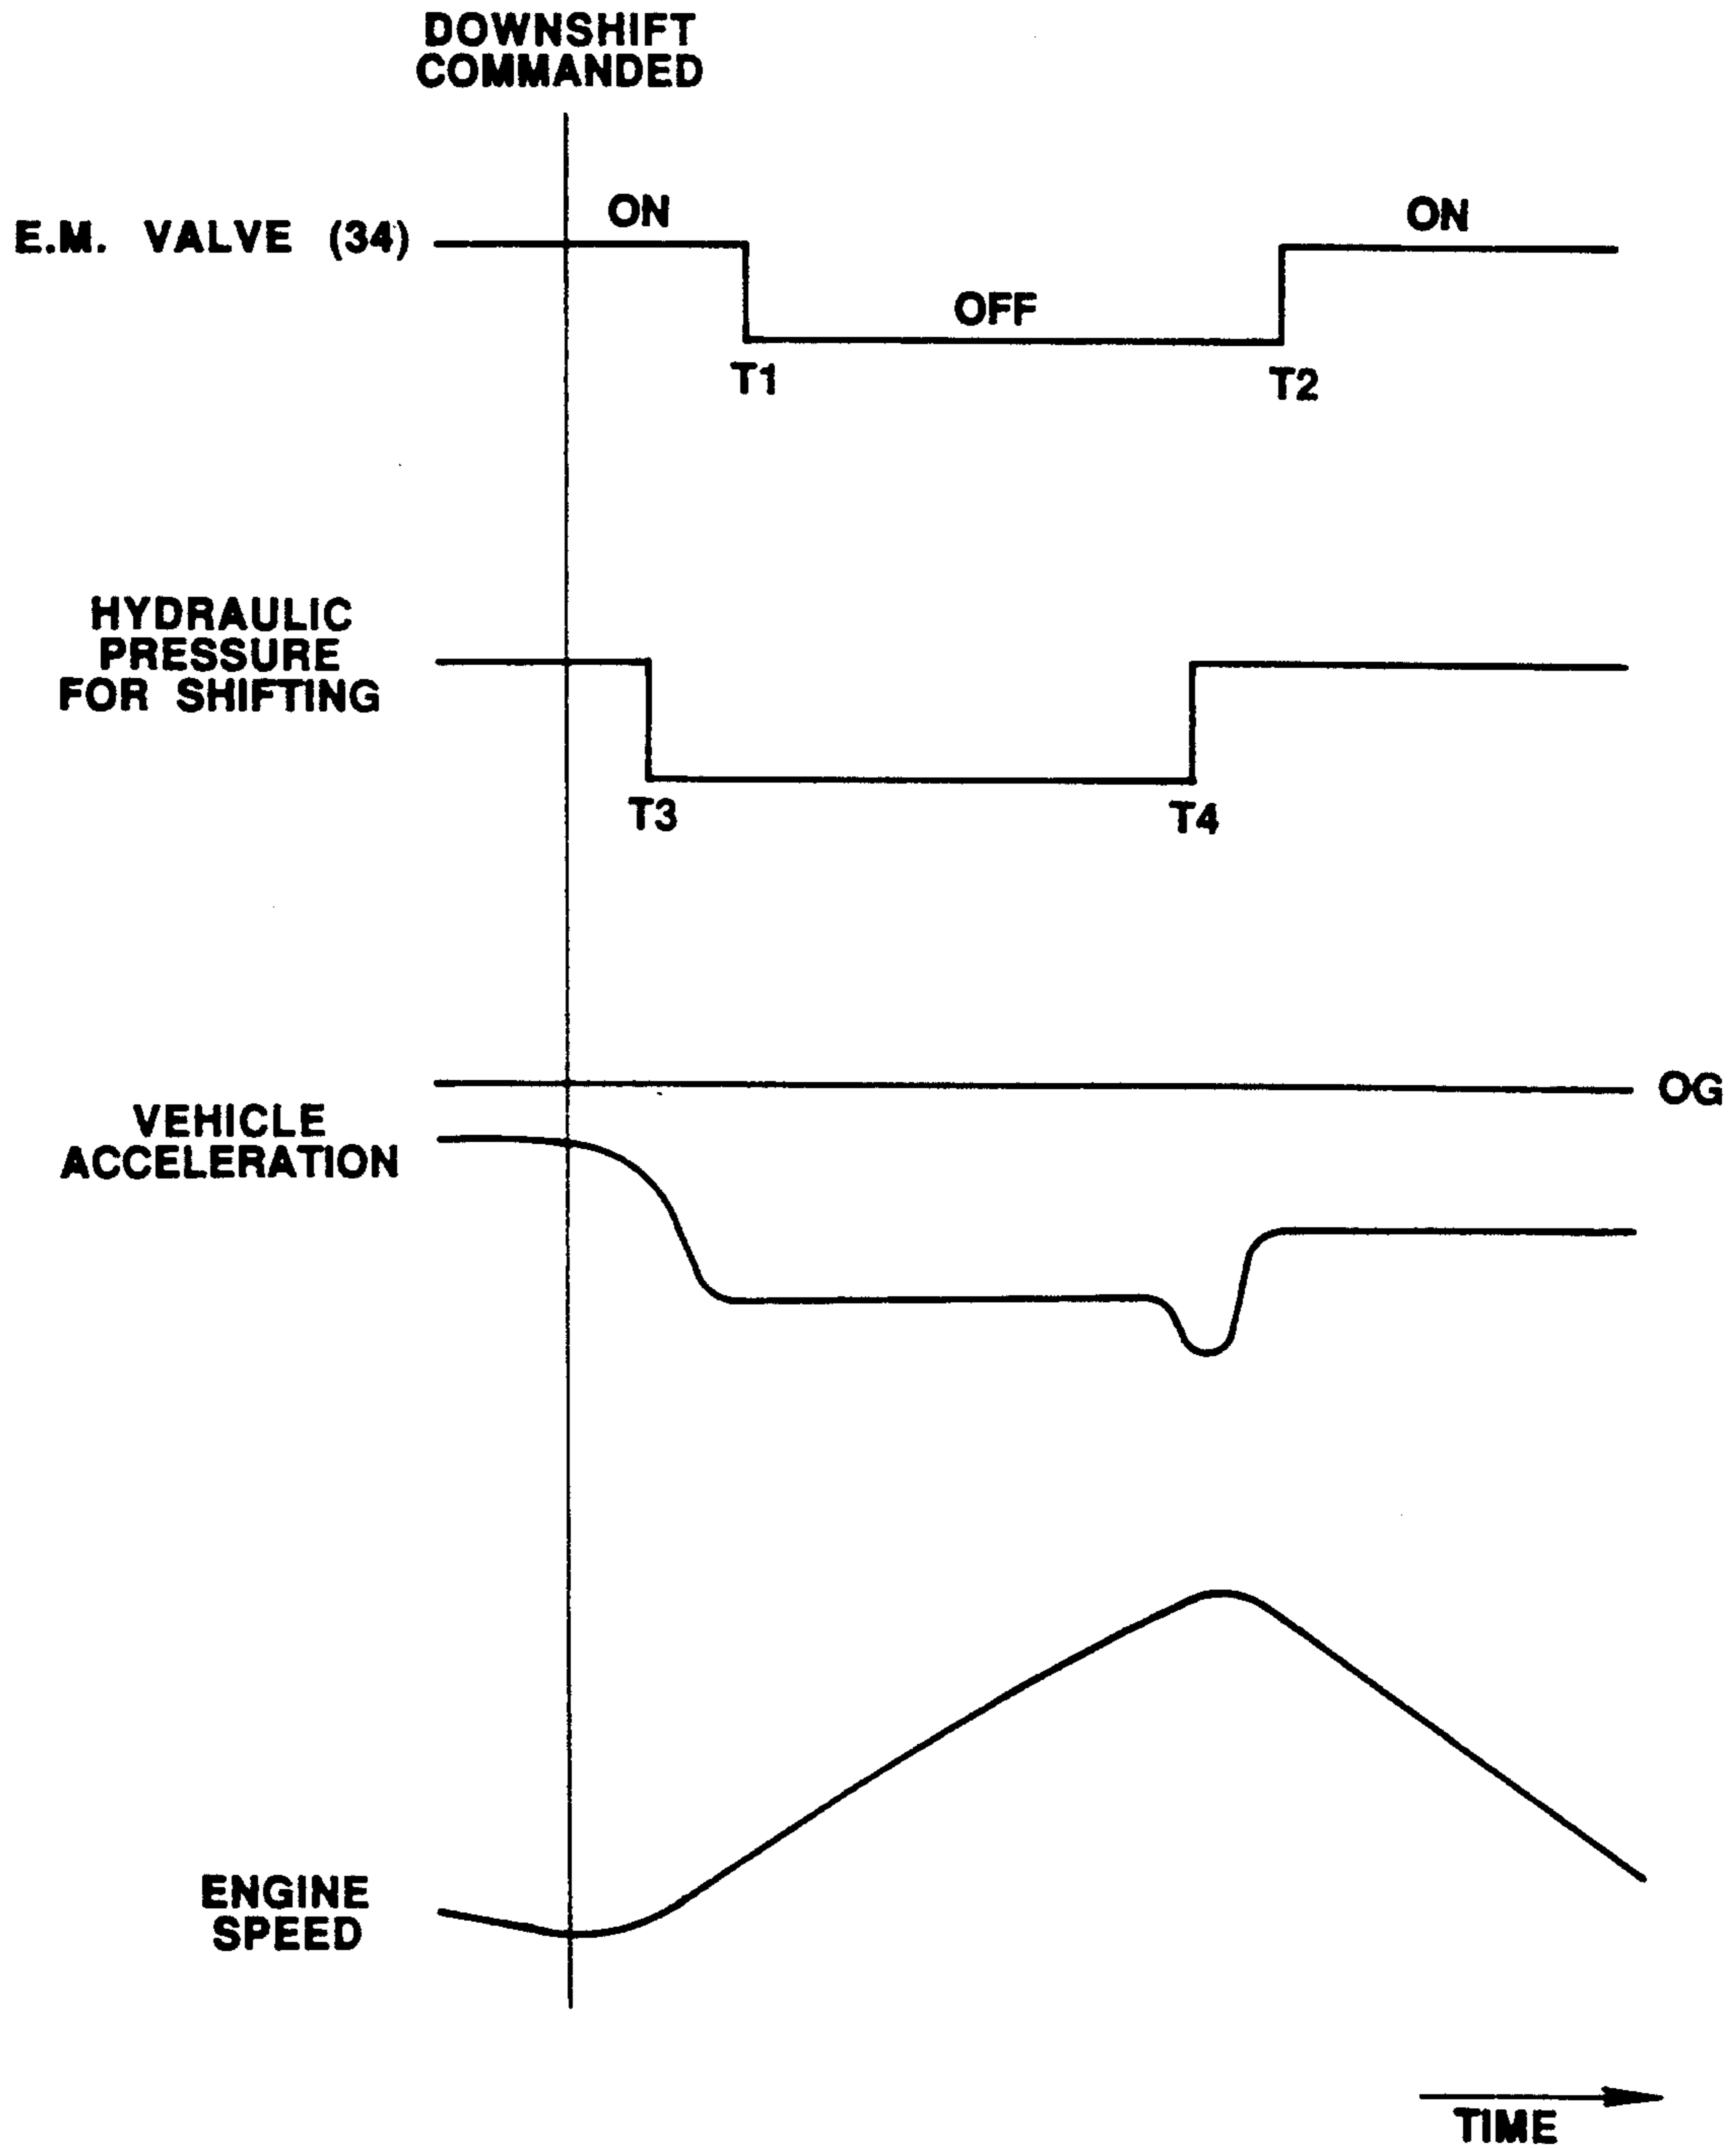 DOWNSHIFT
COMMANDED
E.M. VALVE (34)
ON
ON
OFF
T1
T2
HYDRAULIC
PRESSURE
FOR SHIFTING
T3
T4
OG
VEHICLE
ACCELERATION
ENGINE
SPEED
TIME